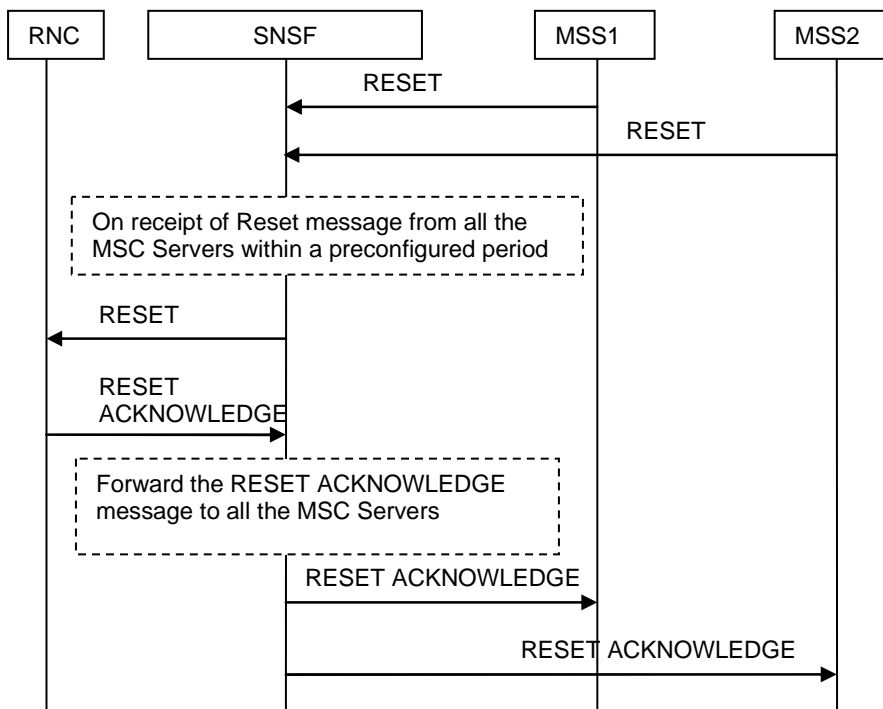 RNC
SNSF
MSS1
MSS2
RESET
RESET
On receipt of Reset message from all the
MSC Servers within a preconfigured period
RESET
RESET
ACKNOWLEDGE
Forward the RESET ACKNOWLEDGE
message to all the MSC Servers
RESET ACKNOWLEDGE
RESET ACKNOWLEDGE